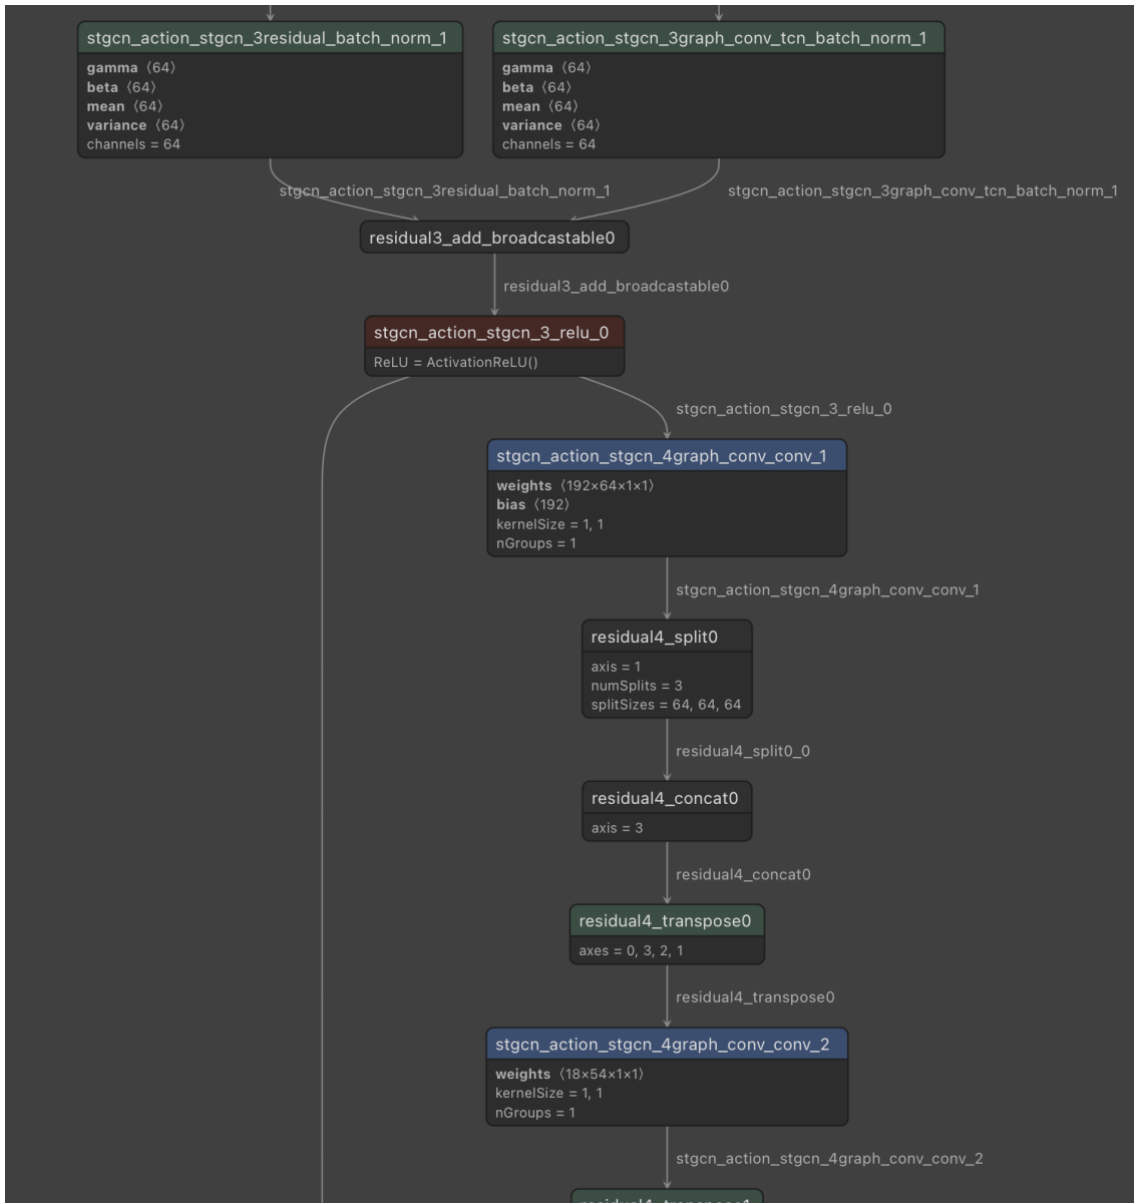 stgcn_action_stgcn_3residual_batch_norm_1
gamma ⟨64⟩
beta ⟨64⟩
mean ⟨64⟩
variance ⟨64⟩
channels = 64
stgcn_action_stgcn_3graph_conv_tcn_batch_norm_1
gamma ⟨64⟩
beta ⟨64⟩
mean ⟨64⟩
variance ⟨64⟩
channels = 64
stgcn_action_stgcn_3residual_batch_norm_1
stgcn_action_stgcn_3graph_conv_tcn_batch_norm_1
residual3_add_broadcastable0
residual3_add_broadcastable0
stgcn_action_stgcn_3_relu_0
ReLU = ActivationReLU()
stgcn_action_stgcn_3_relu_0
stgcn_action_stgcn_4graph_conv_conv_1
weights ⟨192×64×1×1⟩
bias ⟨192⟩
kernelSize = 1, 1
nGroups = 1
stgcn_action_stgcn_4graph_conv_conv_1
residual4_split0
axis = 1
numSplits = 3
splitSizes = 64, 64, 64
residual4_split0_0
residual4_concat0
axis = 3
residual4_concat0
residual4_transpose0
axes = 0, 3, 2, 1
residual4_transpose0
stgcn_action_stgcn_4graph_conv_conv_2
weights ⟨18×54×1×1⟩
kernelSize = 1, 1
nGroups = 1
stgcn_action_stgcn_4graph_conv_conv_2